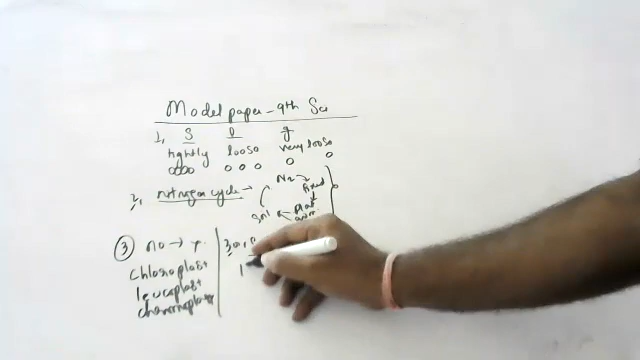 Model paper - 9th Sc
1, S l g
tightly loose very loose
2, nitrogen cycle → N2 → fixed
Soil ← Plant
3 no →
Chloroplast
leucoplast
chromoplast